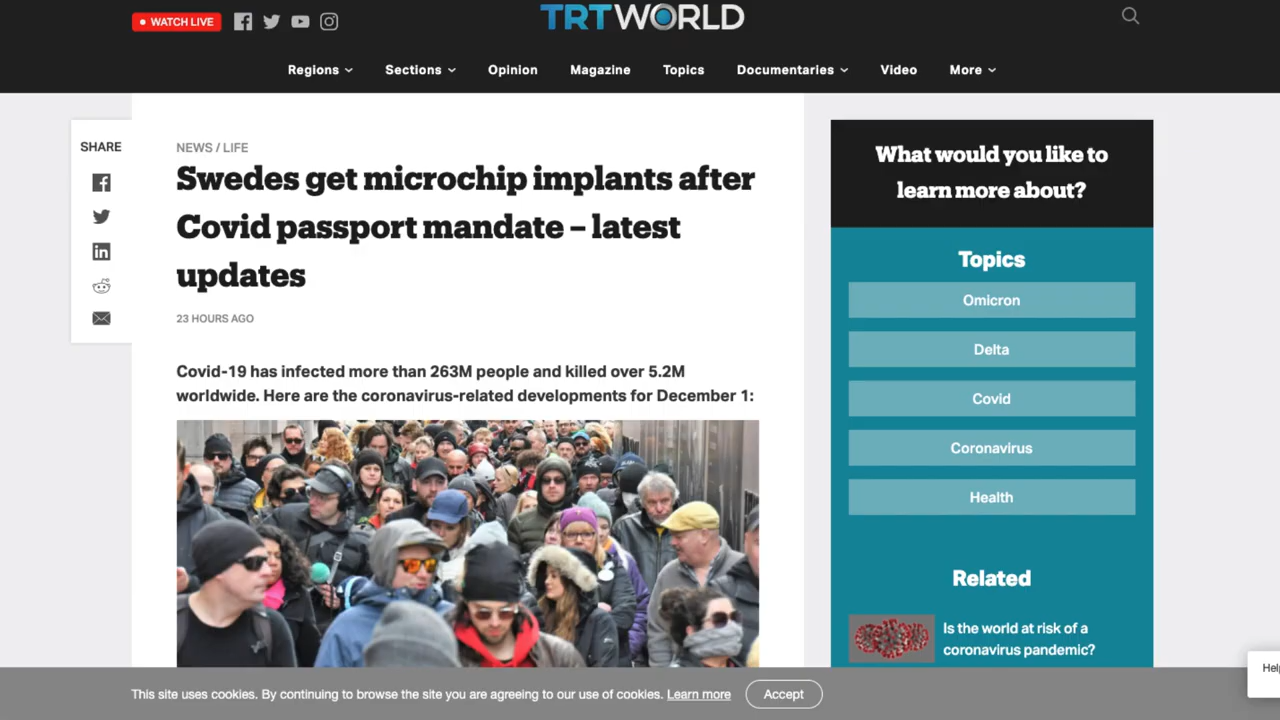 WATCH LIVE
TRTWORLD
Regions
Sections
Opinion
Magazine
Topics
Documentaries
Video
More
SHARE
NEWS / LIFE
Swedes get microchip implants after
Covid passport mandate – latest
updates
23 HOURS AGO
Covid-19 has infected more than 263M people and killed over 5.2M
worldwide. Here are the coronavirus-related developments for December 1:
What would you like to
learn more about?
Topics
Omicron
Delta
Covid
Coronavirus
Health
Related
Is the world at risk of a
coronavirus pandemic?
This site uses cookies. By continuing to browse the site you are agreeing to our use of cookies. Learn more
Accept